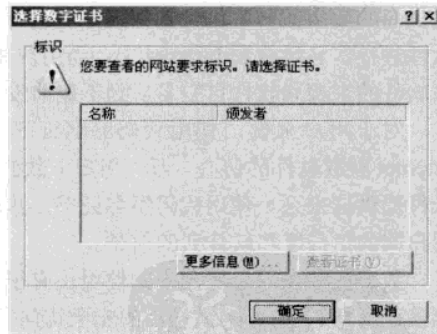 选择数字证书
标识
您要查看的网站要求标识。请选择证书。
名称 颁发者
更多信息(M)... 查看证书(V)...
确定 取消